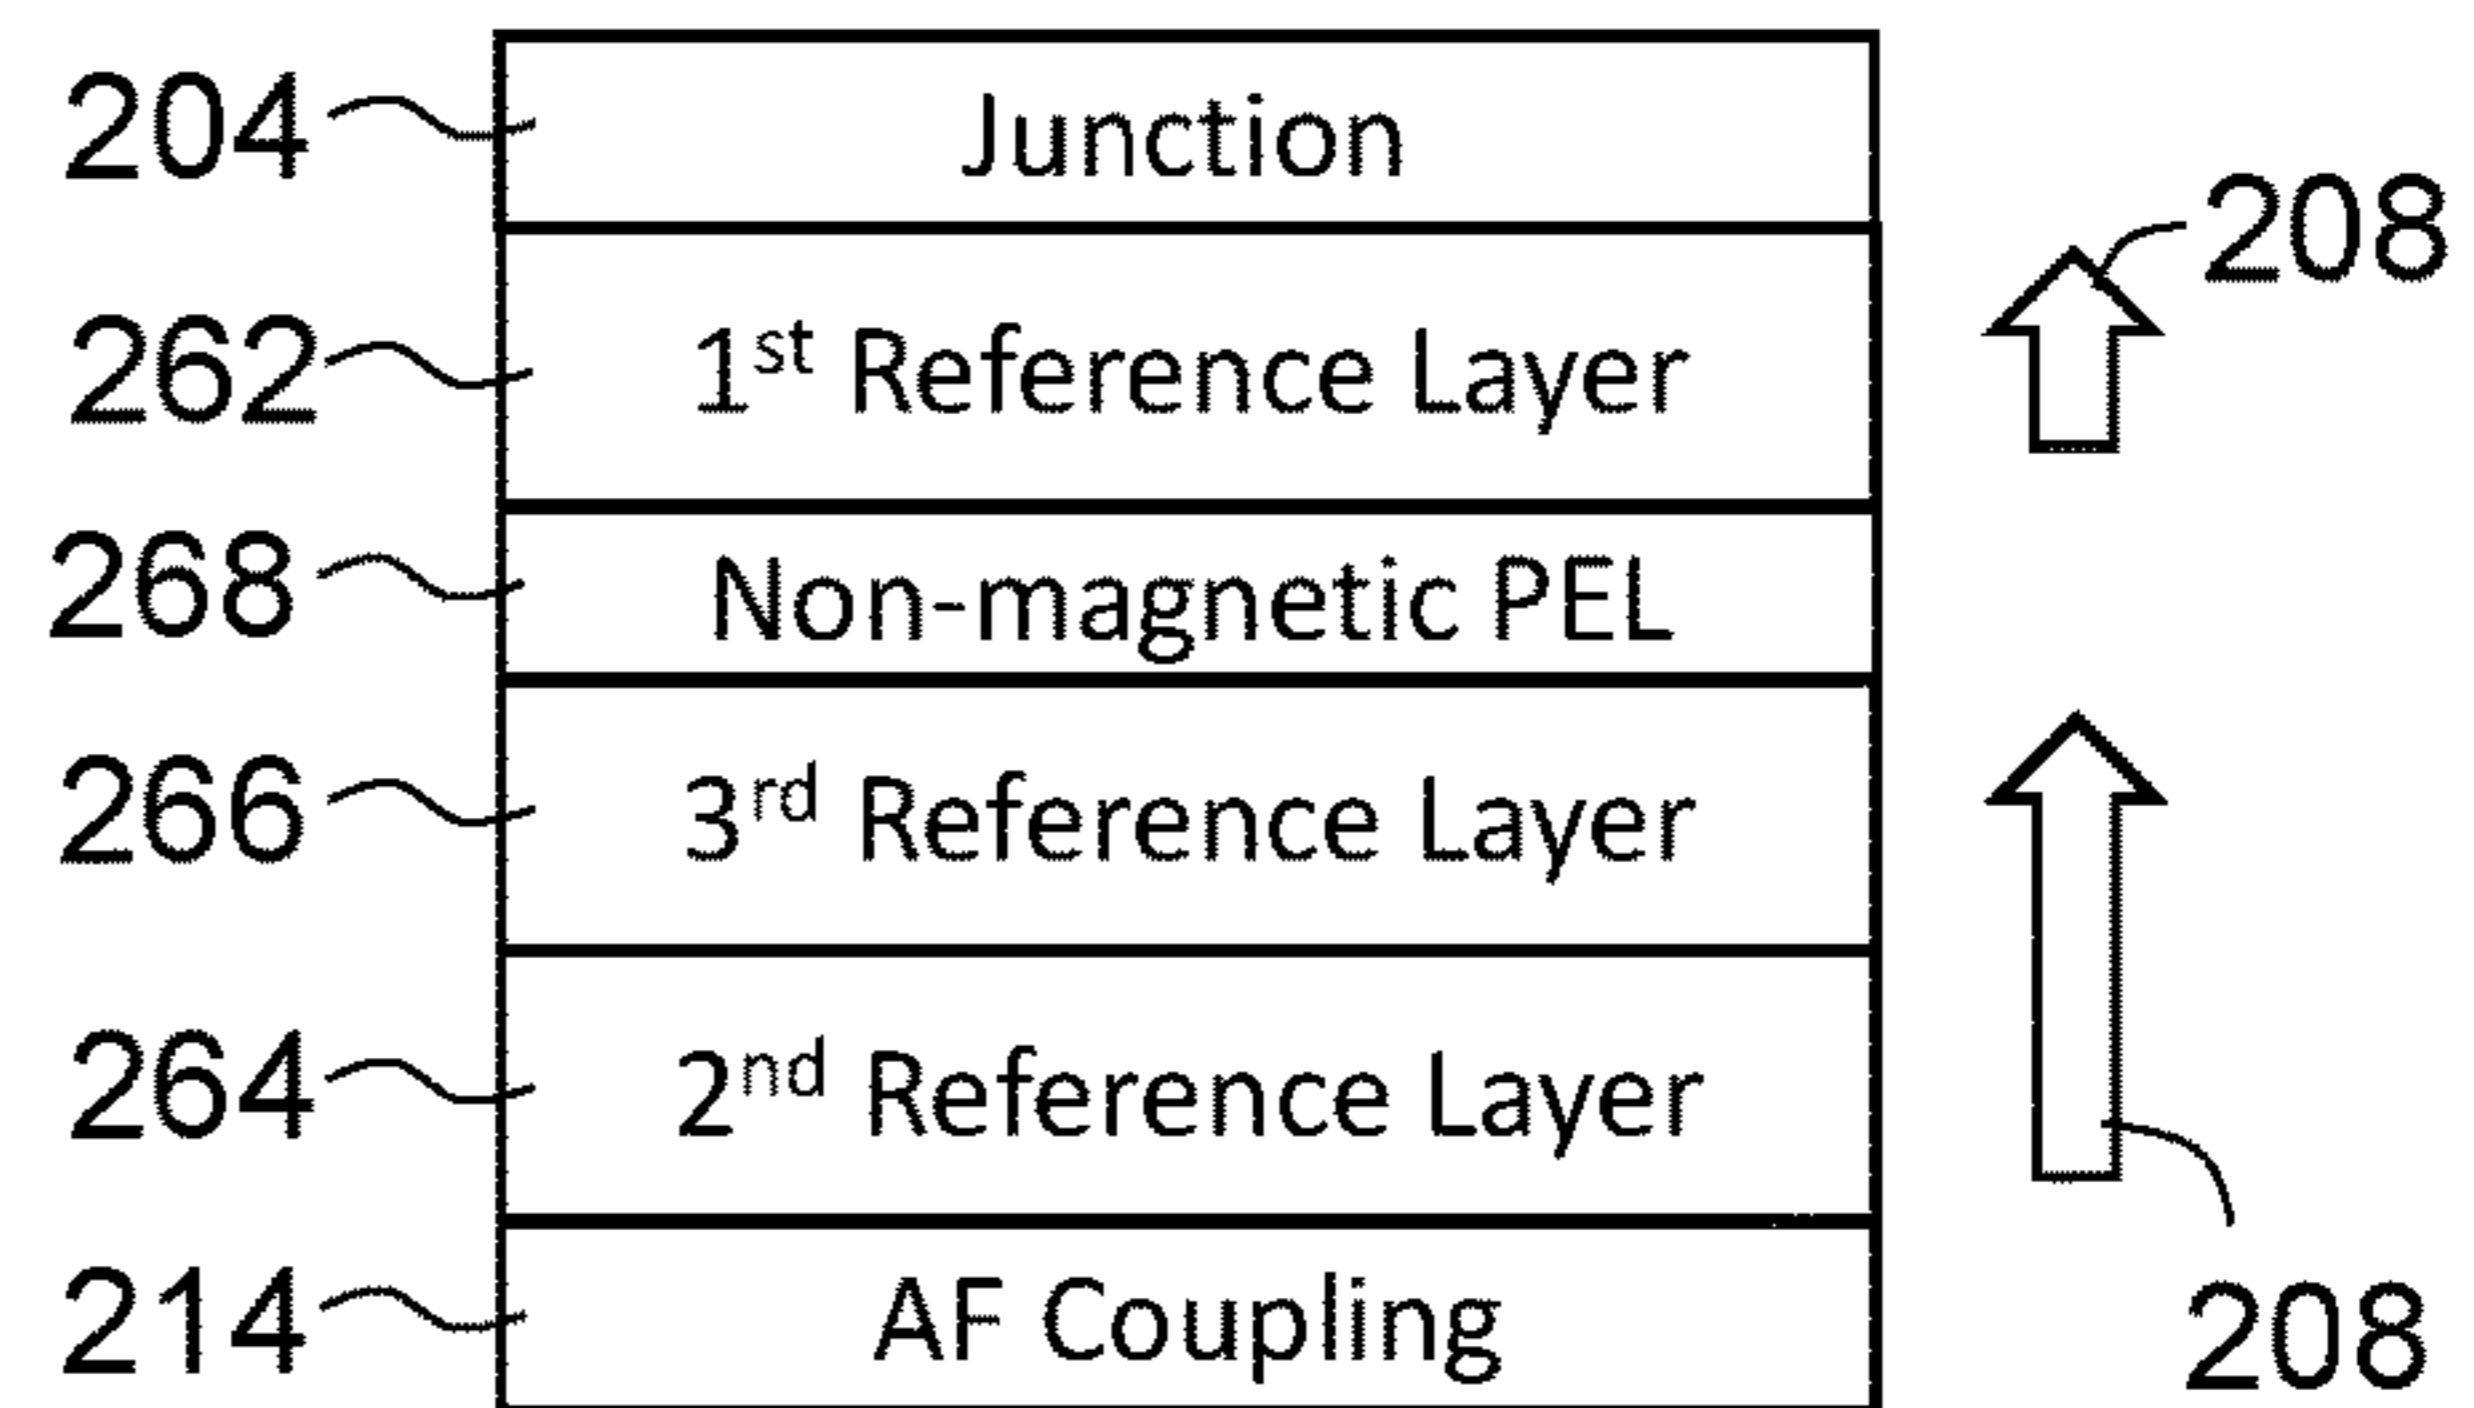 204 Junction
208
262 1st Reference Layer
268 Non-magnetic PEL
266 3rd Reference Layer
264 2nd Reference Layer
214 AF Coupling
208